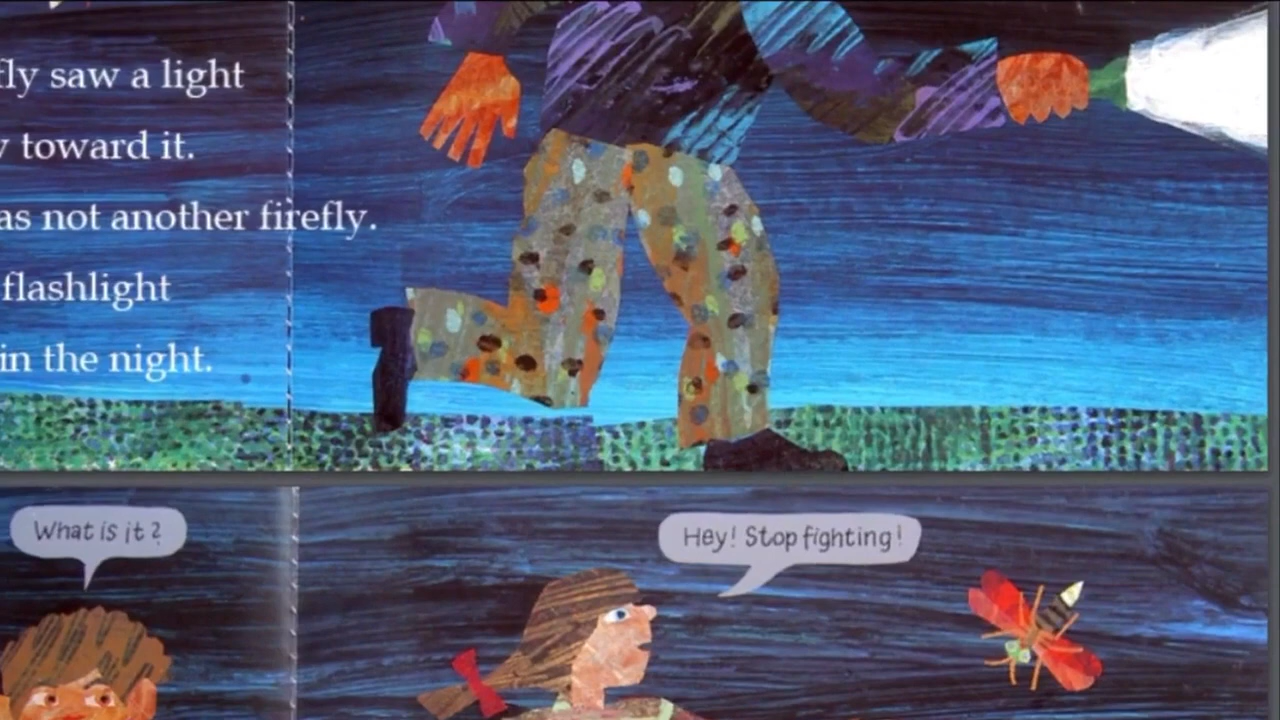 fly saw a light
toward it.
as not another firefly.
flashlight
in the night.
What is it?
Hey! Stop fighting!